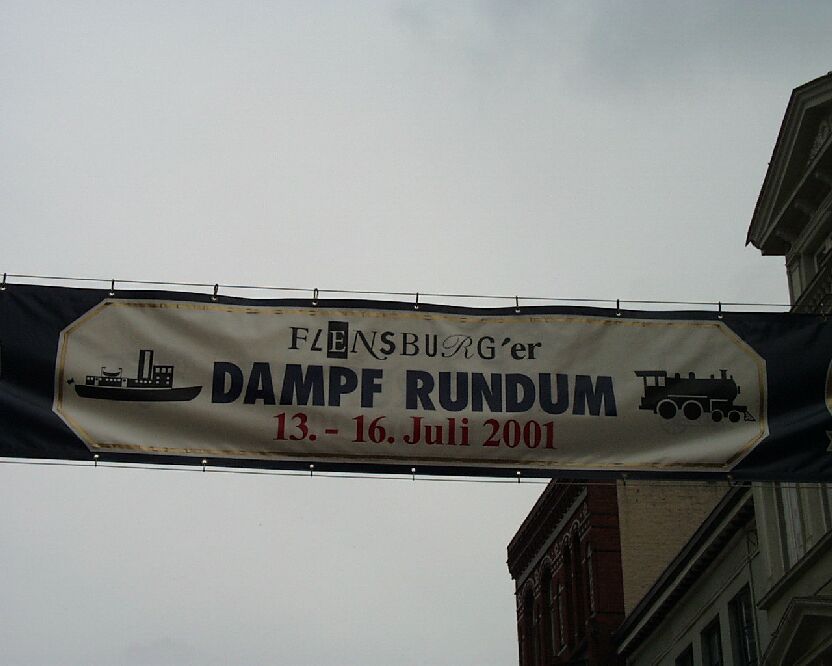 FLENSBURG'er
DAMPF RUNDUM
13. - 16. Juli 2001